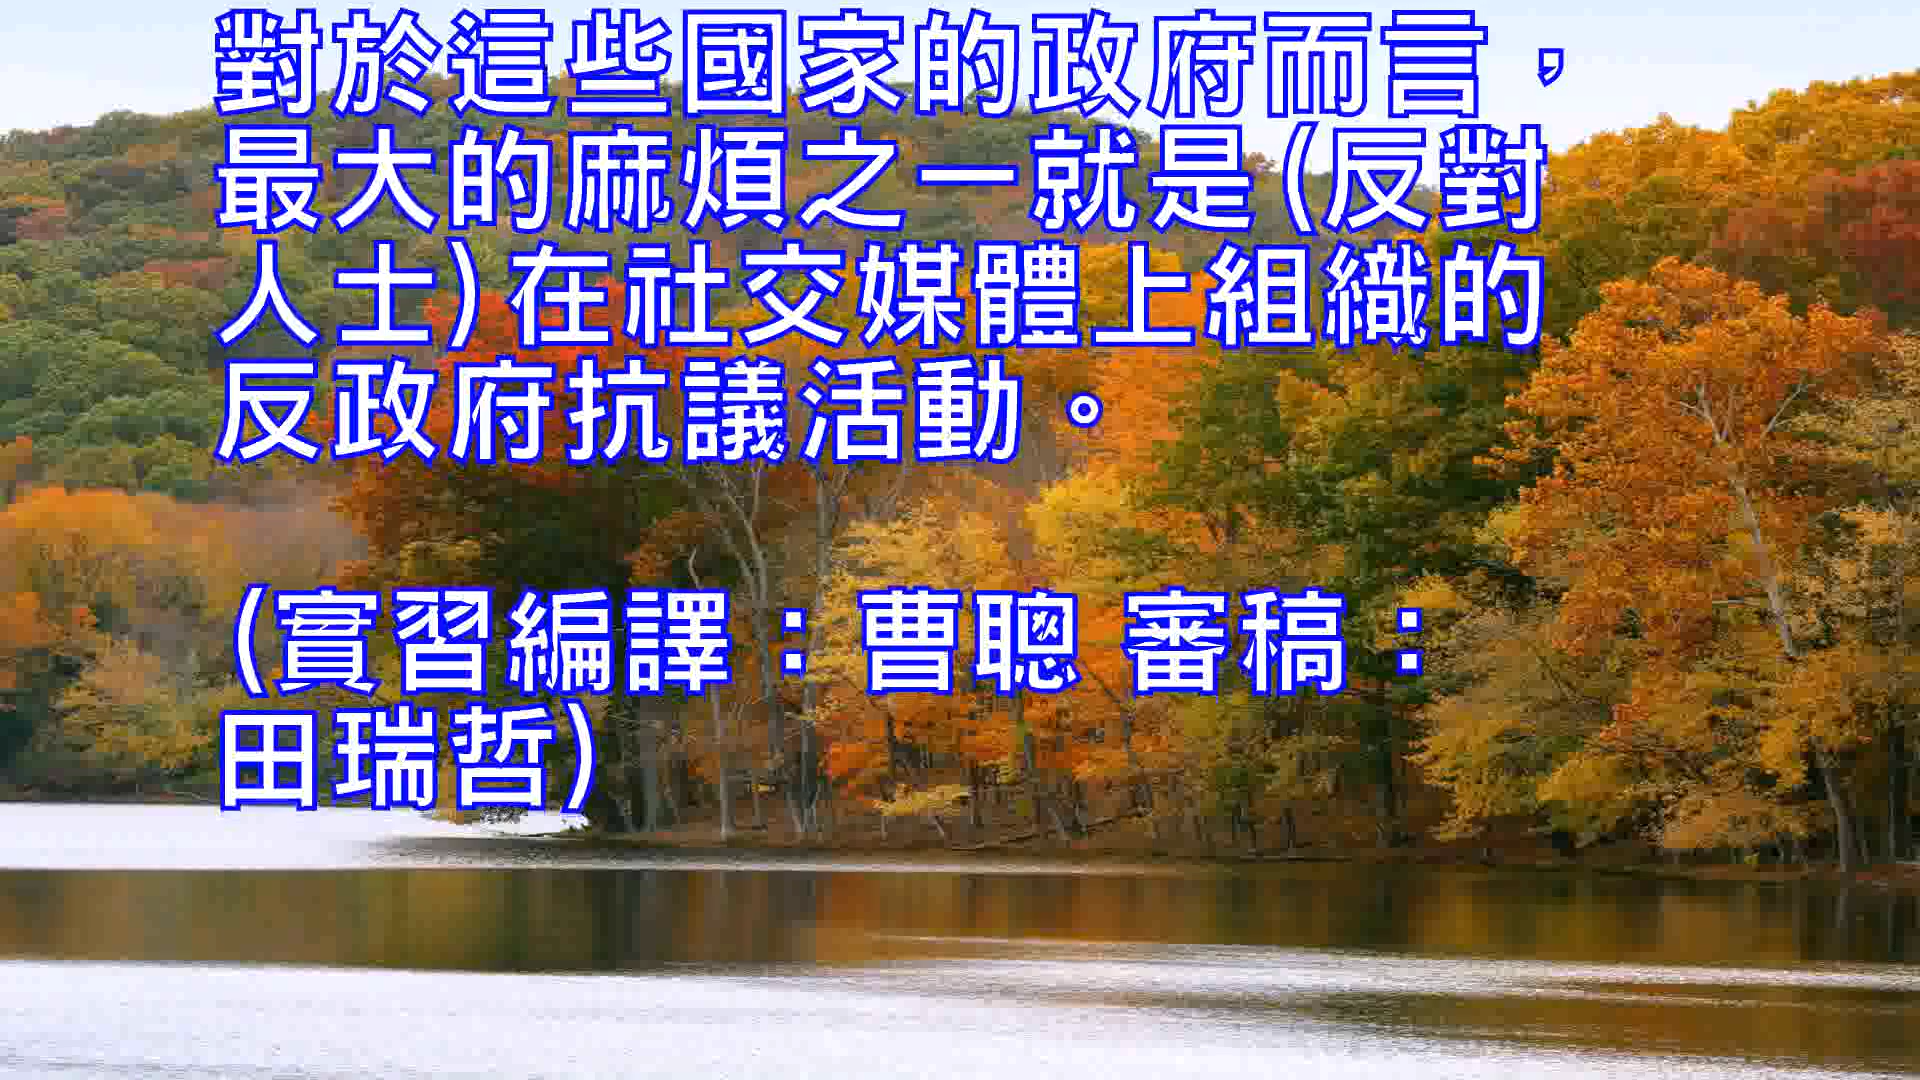 對於這些國家的政府而言，
最大的麻煩之一就是(反對
人士)在社交媒體上組織的
反政府抗議活動。
(實習編譯：曹聰 審稿：
田瑞哲)